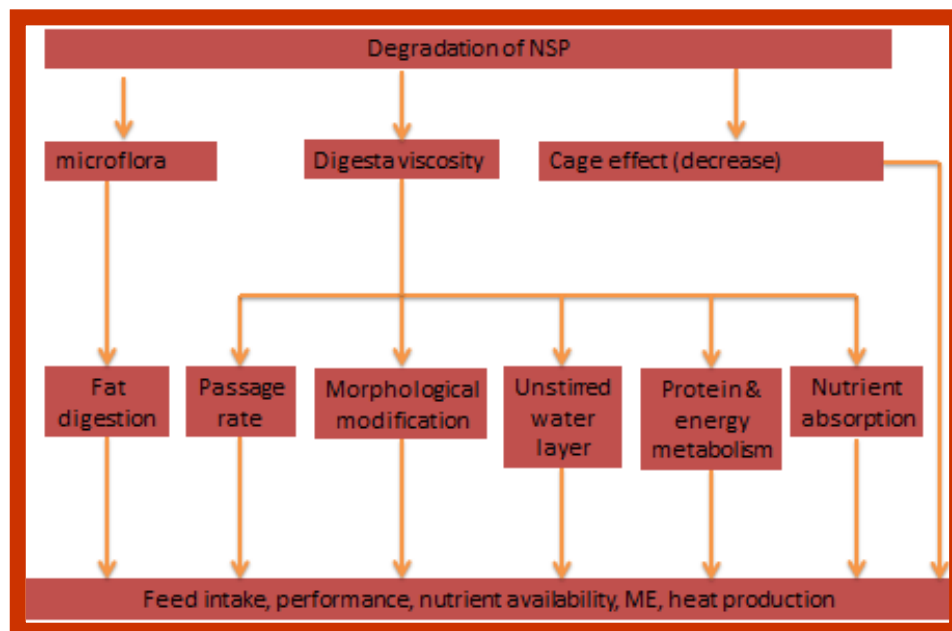 Degradation of NSP
microflora
Digesta viscosity
Cage effect (decrease)
Fat
digestion
Passage
rate
Morphological
modification
Unstirred
water
layer
Protein &
energy
metabolism
Nutrient
absorption
Feed intake, performance, nutrient availability, ME, heat production